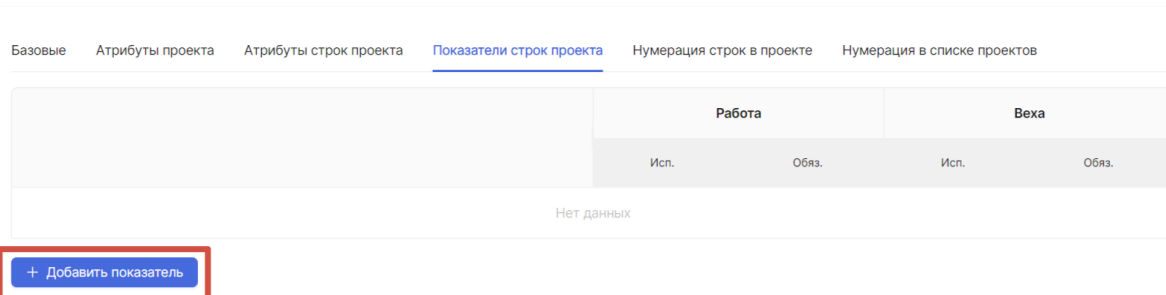 Базовые Атрибуты проекта Атрибуты строк проекта Показатели строк проекта Нумерация строк в проекте Нумерация в списке проектов
Работа Веха
Исп. Обяз. Исп. Обяз.
Нет данных
+ Добавить показатель